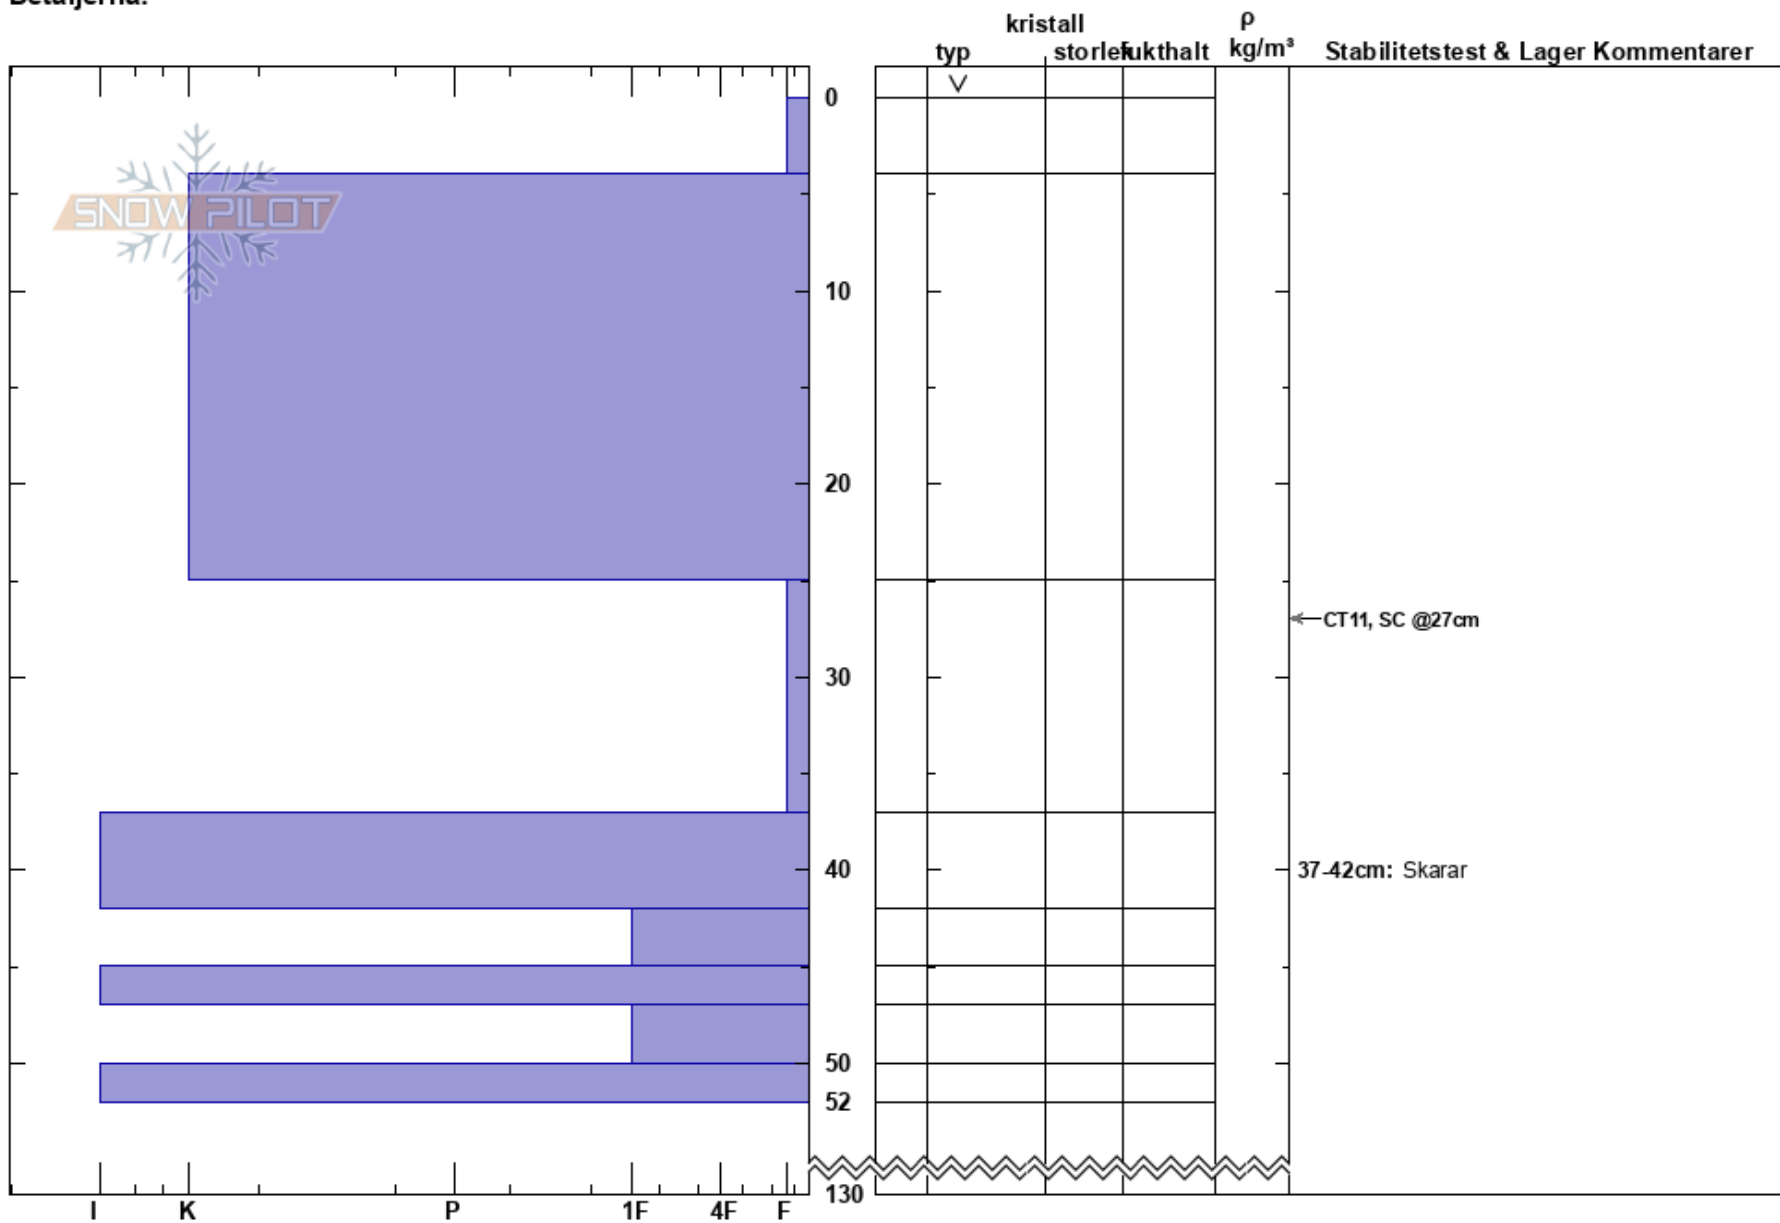 Detaljerna:
kristall
ρ
typ
storlek
fukthalt
kg/m³
Stabilitetstest & Lager Kommentarer
0
SNOW PILOT
10
20
CT11, SC @27cm
30
40
37-42cm: Skarar
50
52
130
I K P 1F 4F F